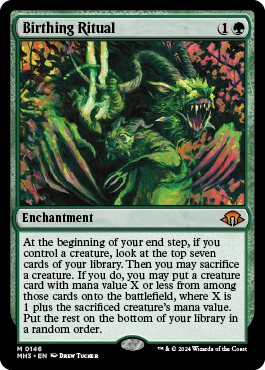 Birthing Ritual 1
Enchantment
At the beginning of your end step, if you
control a creature, look at the top seven
cards of your library. Then you may sacrifice
a creature. If you do, you may put a creature
card with mana value X or less from among
those cards onto the battlefield, where X is
1 plus the sacrificed creature's mana value.
Put the rest on the bottom of your library in
a random order.
M 0146
MH3 • EN DREW TUCKER
™ & © 2024 Wizards of the Coast